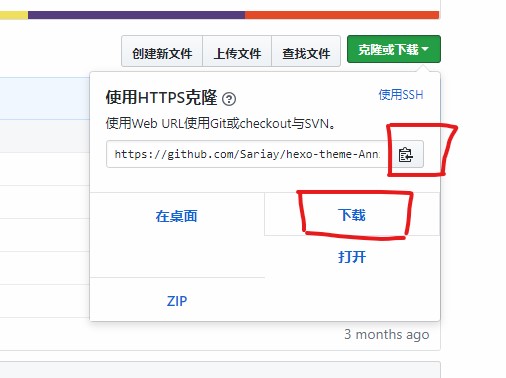 创建新文件 上传文件 查找文件 克隆或下载
使用HTTPS克隆 ? 使用SSH
使用Web URL使用Git或checkout与SVN。
https://github.com/Sariay/hexo-theme-Ann
在桌面 下载
打开
ZIP
3 months ago